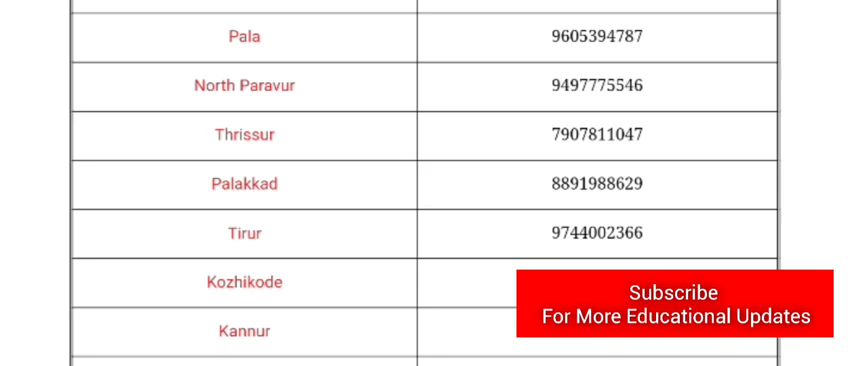 Pala 9605394787
North Paravur 9497775546
Thrissur 7907811047
Palakkad 8891988629
Tirur 9744002366
Kozhikode
Kannur
Subscribe
For More Educational Updates